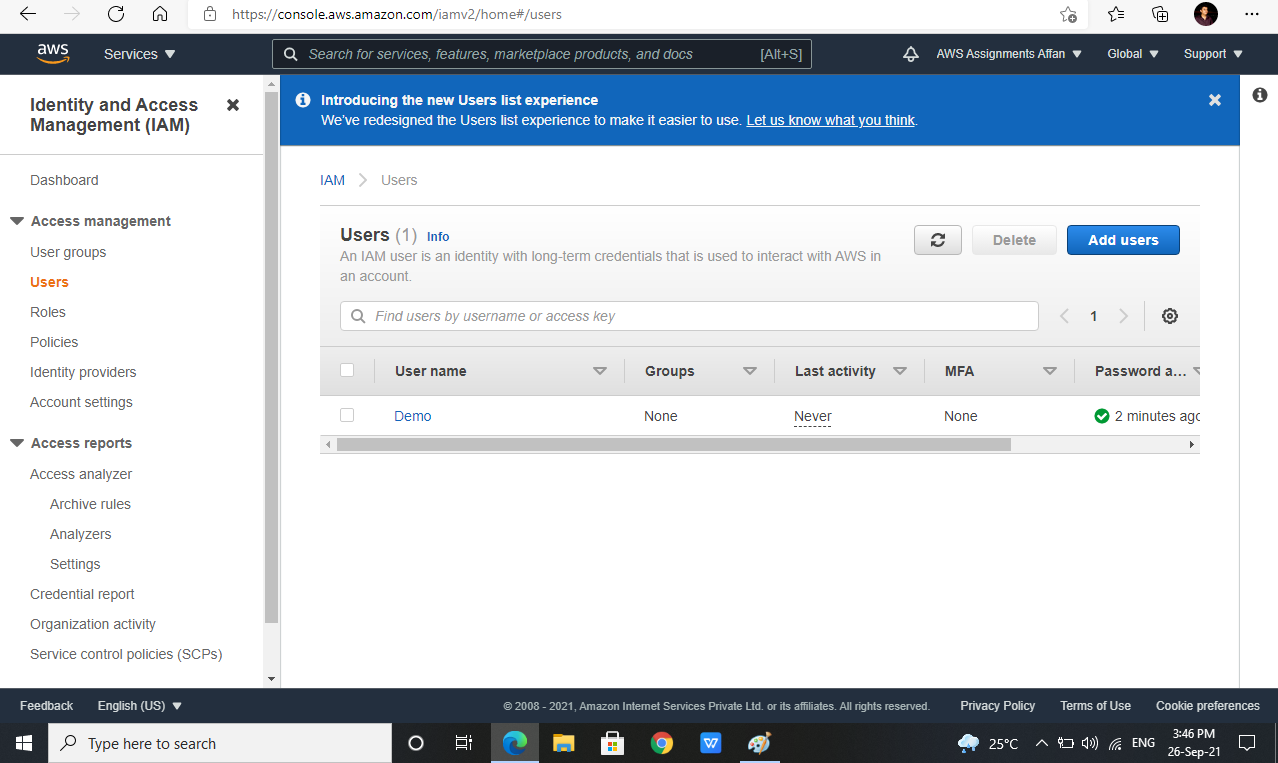 https://console.aws.amazon.com/iamv2/home#/users
aws
Services
Search for services, features, marketplace products, and docs
[Alt+S]
AWS Assignments Affan
Global
Support
Identity and Access
Management (IAM)
Dashboard
Access management
User groups
Users
Roles
Policies
Identity providers
Account settings
Access reports
Access analyzer
Archive rules
Analyzers
Settings
Credential report
Organization activity
Service control policies (SCPs)
Introducing the new Users list experience
We've redesigned the Users list experience to make it easier to use. Let us know what you think.
IAM
Users
Users (1) Info
An IAM user is an identity with long-term credentials that is used to interact with AWS in
an account.
Delete
Add users
Find users by username or access key
1
User name
Groups
Last activity
MFA
Password a...
Demo
None
Never
None
2 minutes ago
Feedback
English (US)
© 2008 - 2021, Amazon Internet Services Private Ltd. or its affiliates. All rights reserved.
Privacy Policy
Terms of Use
Cookie preferences
Type here to search
W
25°C
ENG
3:46 PM
26-Sep-21